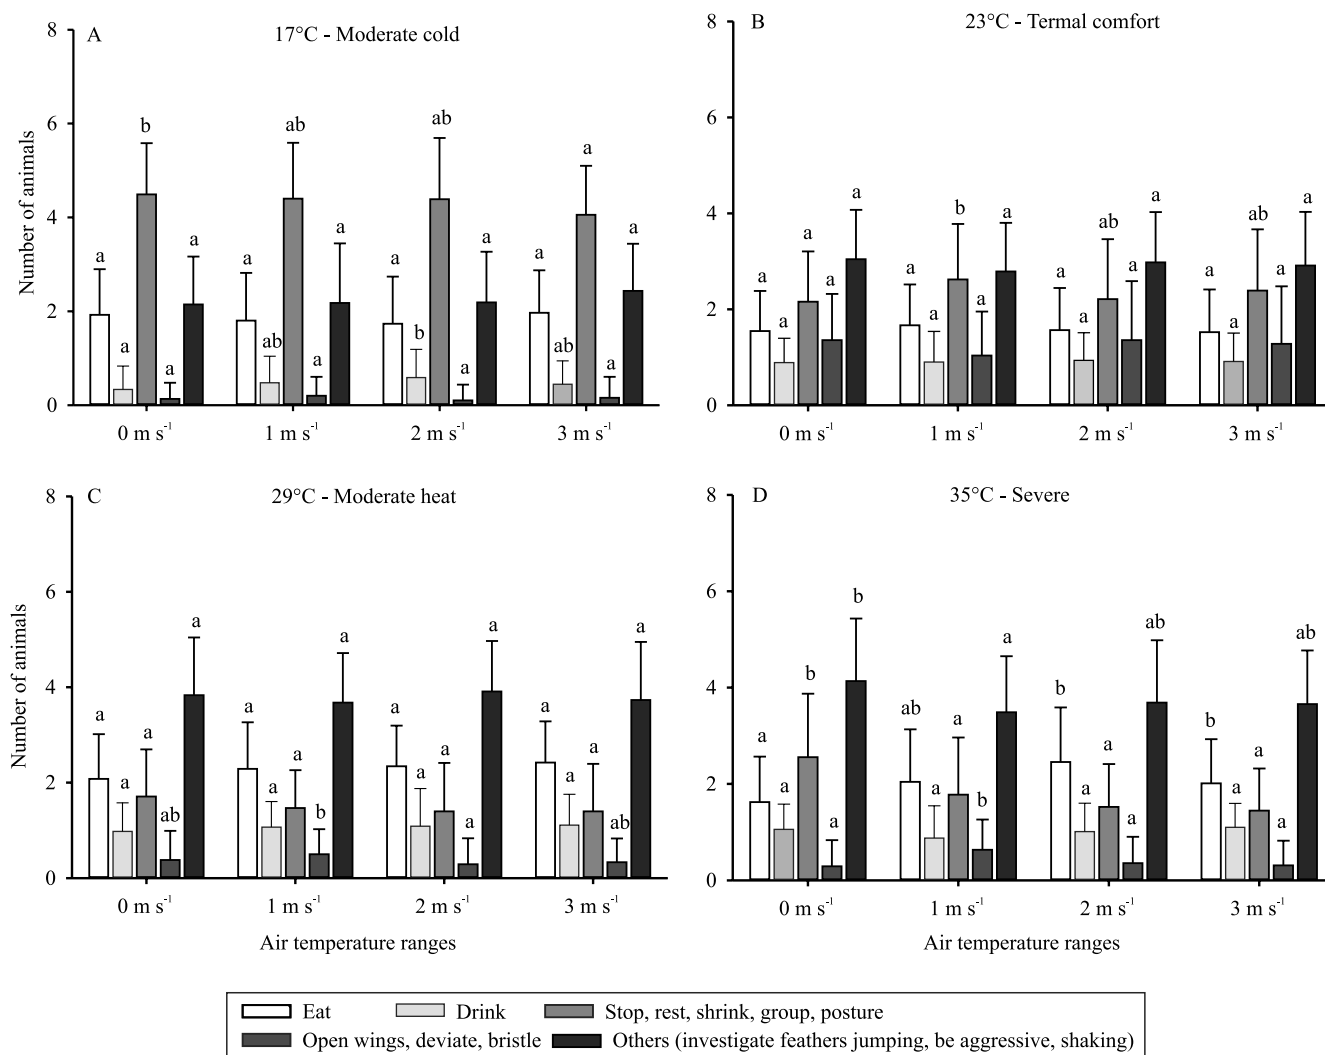 A
17°C - Moderate cold
Number of animals
8
6
4
2
0
a a b a a
a ab ab a a
a b ab a a
a ab a a a
0 m s⁻¹ 1 m s⁻¹ 2 m s⁻¹ 3 m s⁻¹
B
23°C - Termal comfort
8
6
4
2
0
a a a a a
a a b a a
a a ab a a
a a ab a a
0 m s⁻¹ 1 m s⁻¹ 2 m s⁻¹ 3 m s⁻¹
C
29°C - Moderate heat
Number of animals
8
6
4
2
0
a a a ab a
a a a b a
a a a a a
a a a ab a
0 m s⁻¹ 1 m s⁻¹ 2 m s⁻¹ 3 m s⁻¹
Air temperature ranges
D
35°C - Severe
8
6
4
2
0
a a b a b
ab a a b a
b a a a ab
b a a a ab
0 m s⁻¹ 1 m s⁻¹ 2 m s⁻¹ 3 m s⁻¹
Air temperature ranges
Eat Drink Stop, rest, shrink, group, posture
Open wings, deviate, bristle Others (investigate feathers jumping, be aggressive, shaking)